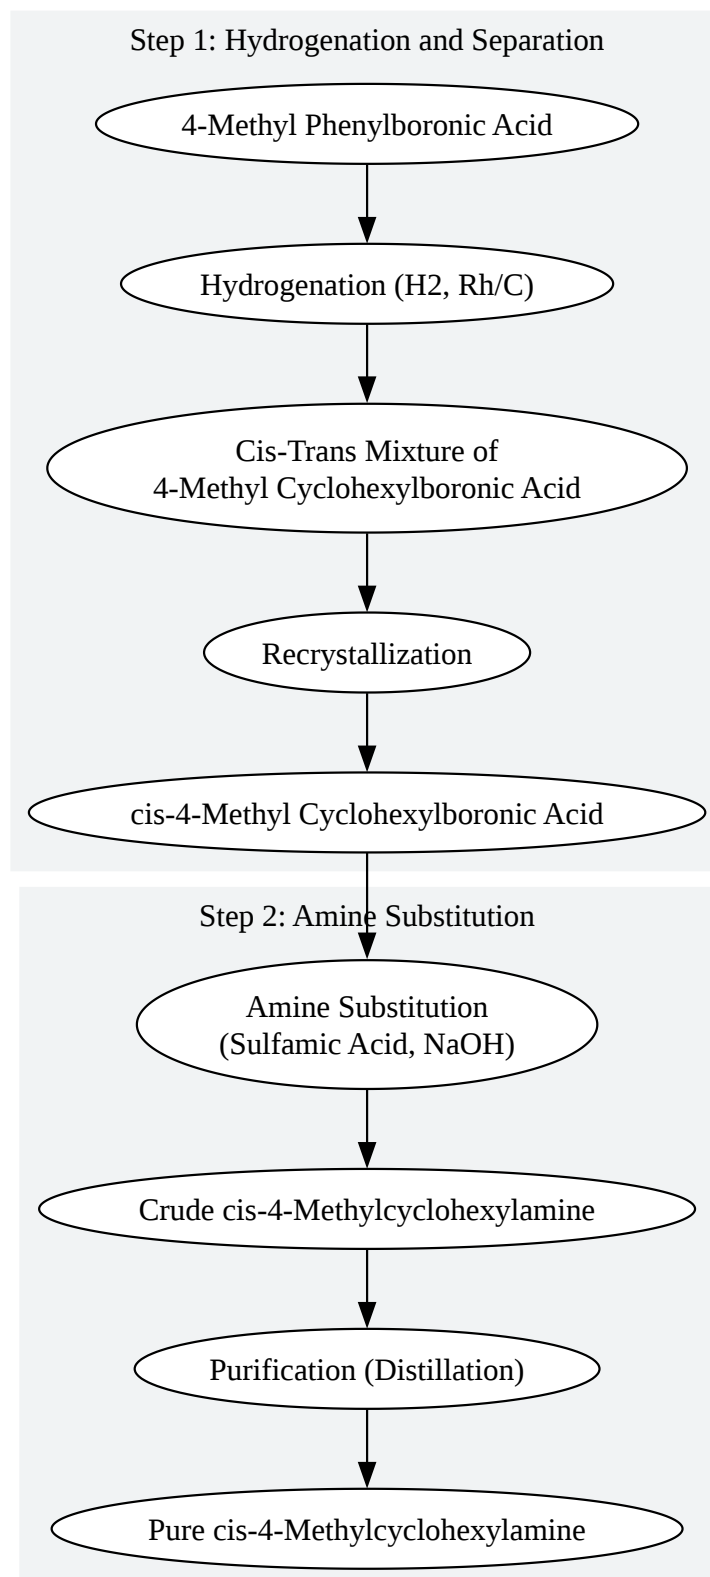 Step 1: Hydrogenation and Separation
4-Methyl Phenylboronic Acid
Hydrogenation (H2, Rh/C)
Cis-Trans Mixture of
4-Methyl Cyclohexylboronic Acid
Recrystallization
cis-4-Methyl Cyclohexylboronic Acid
Step 2: Amine Substitution
Amine Substitution
(Sulfamic Acid, NaOH)
Crude cis-4-Methylcyclohexylamine
Purification (Distillation)
Pure cis-4-Methylcyclohexylamine